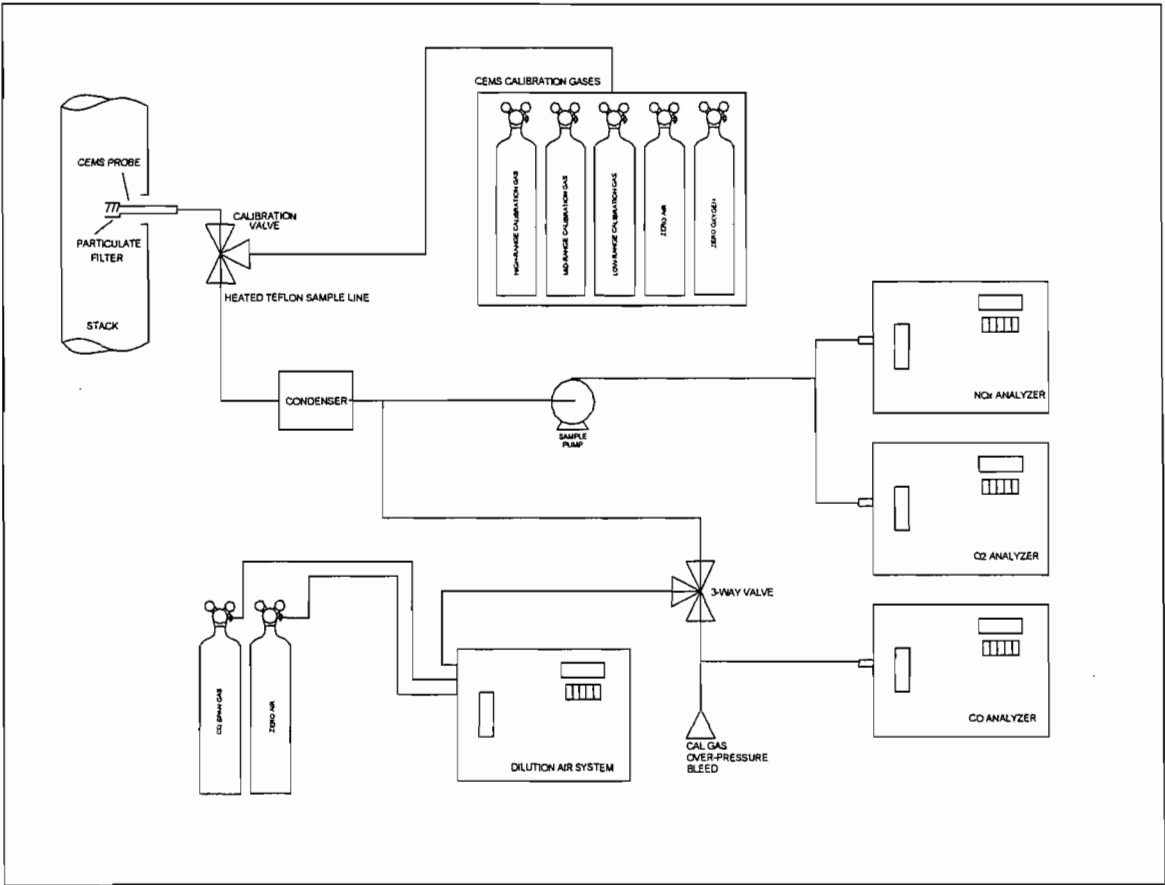 CEMS CALIBRATION GASES
HIGH-RANGE CALIBRATION GAS
MID-RANGE CALIBRATION GAS
LOW-RANGE CALIBRATION GAS
ZERO AIR
ZERO OXYGEN
CEMS PROBE
CALIBRATION
VALVE
PARTICULATE
FILTER
HEATED TEFLON SAMPLE LINE
STACK
CONDENSER
SAMPLE
PUMP
NOx ANALYZER
O2 ANALYZER
3-WAY VALVE
CO SPAN GAS
ZERO AIR
DILUTION AIR SYSTEM
CAL GAS
OVER-PRESSURE
BLEED
CO ANALYZER